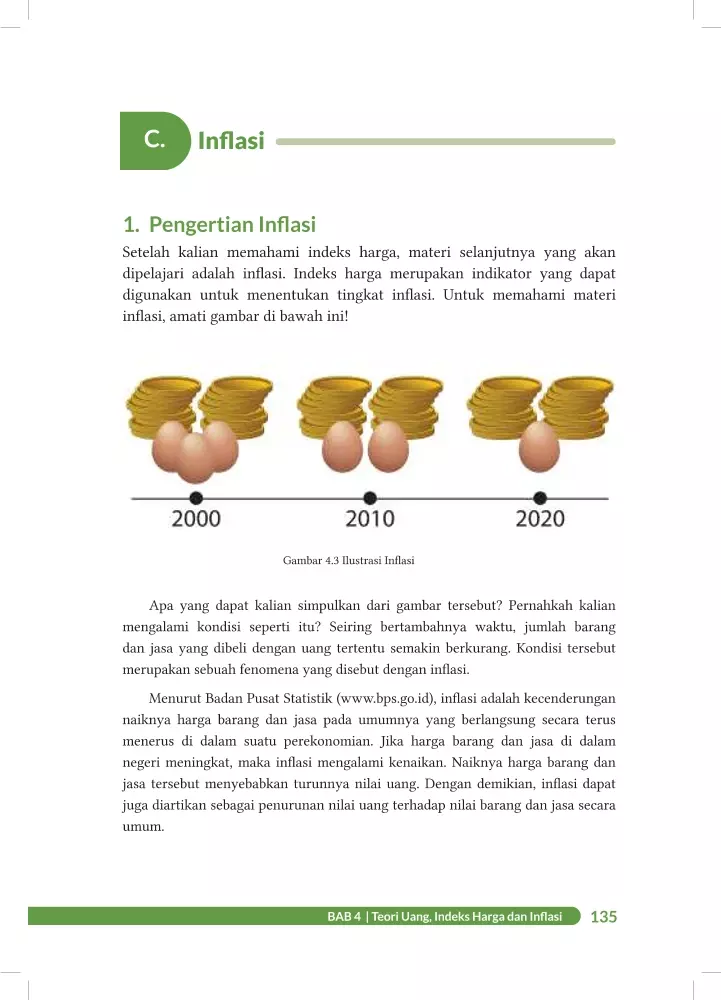 C. Inflasi
1. Pengertian Inflasi
Setelah kalian memahami indeks harga, materi selanjutnya yang akan
dipelajari adalah inflasi. Indeks harga merupakan indikator yang dapat
digunakan untuk menentukan tingkat inflasi. Untuk memahami materi
inflasi, amati gambar di bawah ini!
2000 2010 2020
Gambar 4.3 Ilustrasi Inflasi
Apa yang dapat kalian simpulkan dari gambar tersebut? Pernahkah kalian
mengalami kondisi seperti itu? Seiring bertambahnya waktu, jumlah barang
dan jasa yang dibeli dengan uang tertentu semakin berkurang. Kondisi tersebut
merupakan sebuah fenomena yang disebut dengan inflasi.
Menurut Badan Pusat Statistik (www.bps.go.id), inflasi adalah kecenderungan
naiknya harga barang dan jasa pada umumnya yang berlangsung secara terus
menerus di dalam suatu perekonomian. Jika harga barang dan jasa di dalam
negeri meningkat, maka inflasi mengalami kenaikan. Naiknya harga barang dan
jasa tersebut menyebabkan turunnya nilai uang. Dengan demikian, inflasi dapat
juga diartikan sebagai penurunan nilai uang terhadap nilai barang dan jasa secara
umum.
BAB 4 | Teori Uang, Indeks Harga dan Inflasi 135